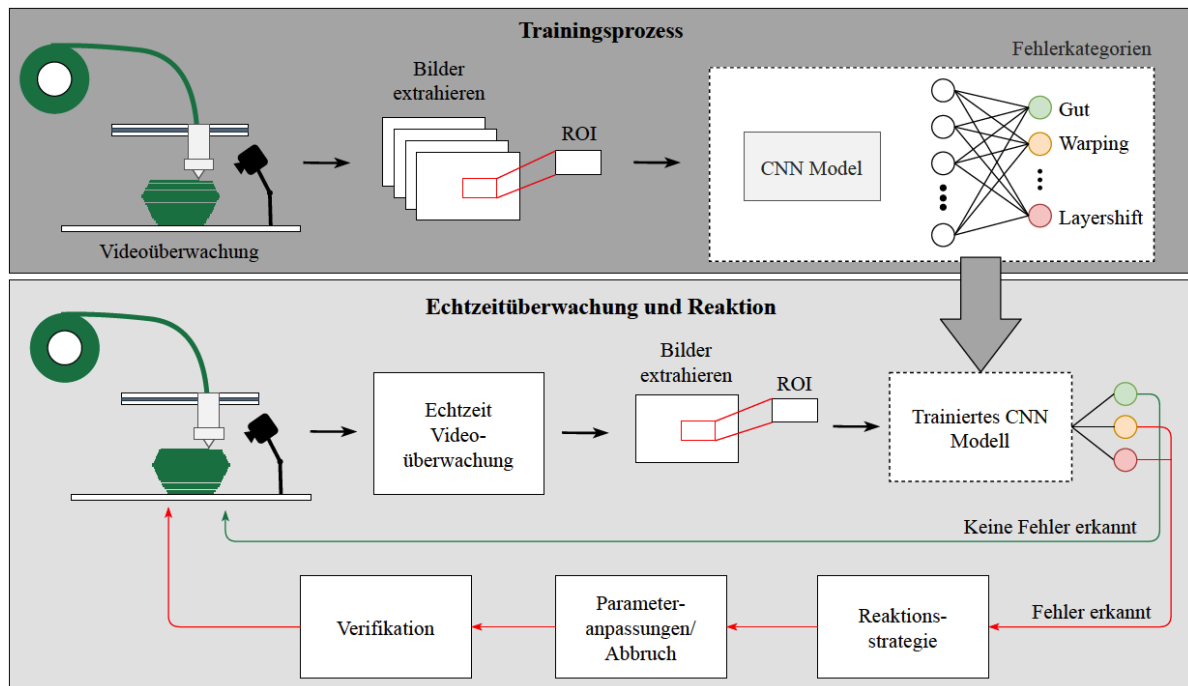 Trainingsprozess
Fehlerkategorien
Bilder
extrahieren
ROI
CNN Model
Gut
Warping
Layershift
Videoüberwachung
Echtzeitüberwachung und Reaktion
Bilder
extrahieren
ROI
Echtzeit
Video-
überwachung
Trainiertes CNN
Modell
Keine Fehler erkannt
Fehler erkannt
Reaktions-
strategie
Parameter-
anpassungen/
Abbruch
Verifikation